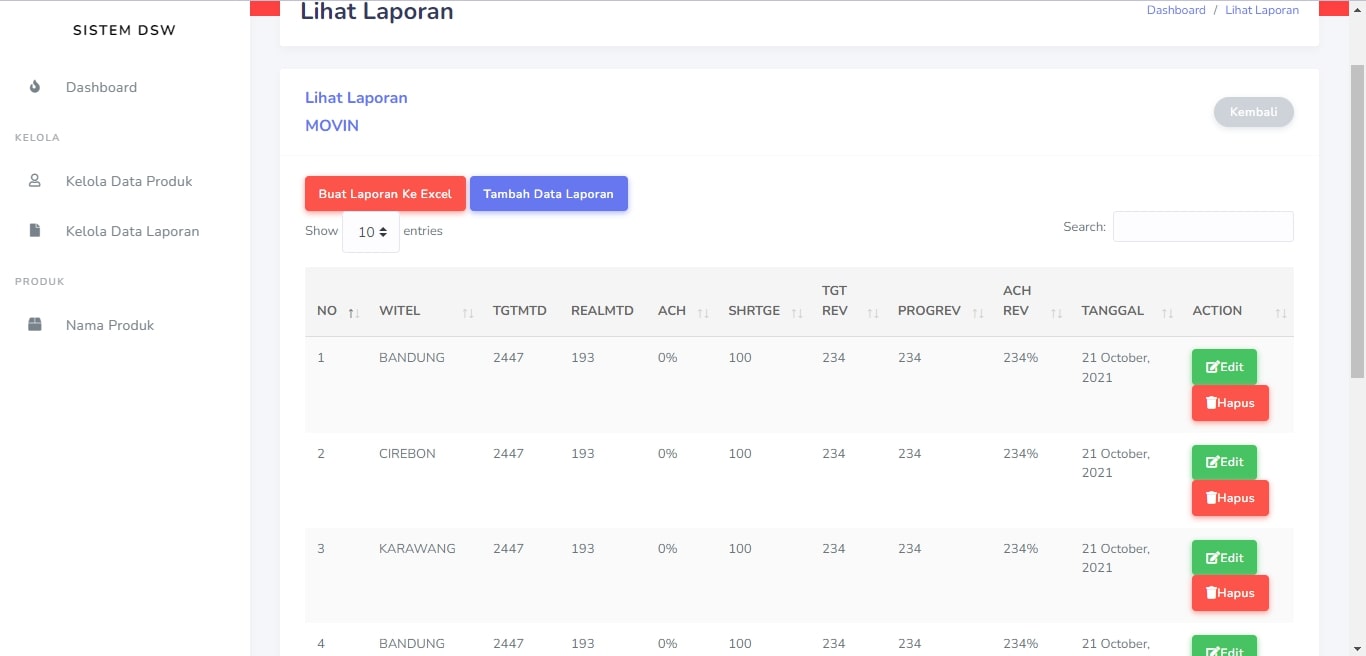 SISTEM DSW
Dashboard
KELOLA
Kelola Data Produk
Kelola Data Laporan
PRODUK
Nama Produk
Lihat Laporan
Dashboard / Lihat Laporan
Lihat Laporan
MOVIN
Kembali
Buat Laporan Ke Excel Tambah Data Laporan
Show 10 entries
Search:
NO WITEL TGTMTD REALMTD ACH SHRTGE TGT REV PROGREV ACH REV TANGGAL ACTION
1 BANDUNG 2447 193 0% 100 234 234 234% 21 October, 2021
Edit
Hapus
2 CIREBON 2447 193 0% 100 234 234 234% 21 October, 2021
Edit
Hapus
3 KARAWANG 2447 193 0% 100 234 234 234% 21 October, 2021
Edit
Hapus
4 BANDUNG 2447 193 0% 100 234 234 234% 21 October,
Edit